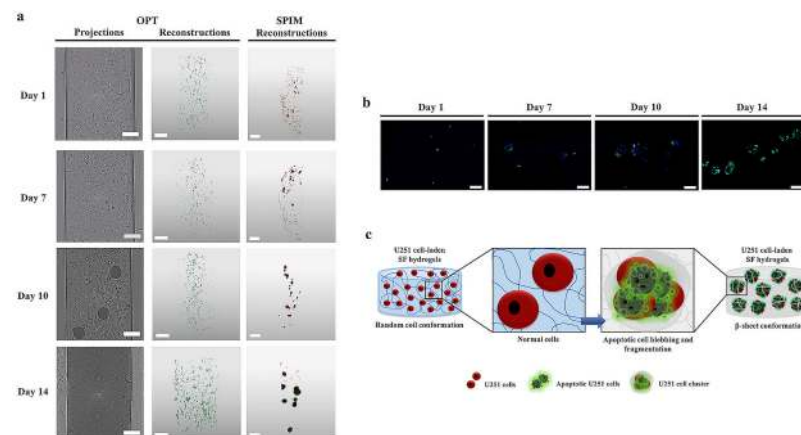 a
OPT
SPIM
Projections
Reconstructions
Reconstructions
Day 1
Day 7
Day 10
Day 14
b
Day 1
Day 7
Day 10
Day 14
c
U251 cell-laden
SF hydrogels
Random coil conformation
Normal cells
Apoptotic cell blebbing and
fragmentation
U251 cell-laden
SF hydrogels
β-sheet conformation
U251 cells
Apoptotic U251 cells
U251 cell cluster